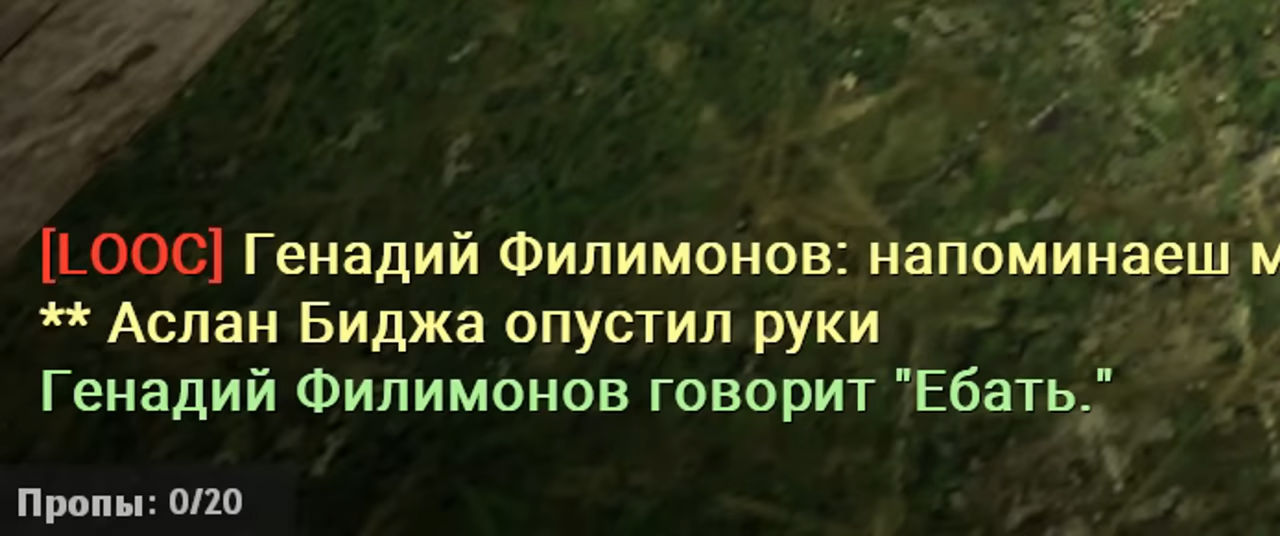 [LOOC] Генадий Филимонов: напоминаеш
** Аслан Биджа опустил руки
Генадий Филимонов говорит "Ебать."
Пропы: 0/20